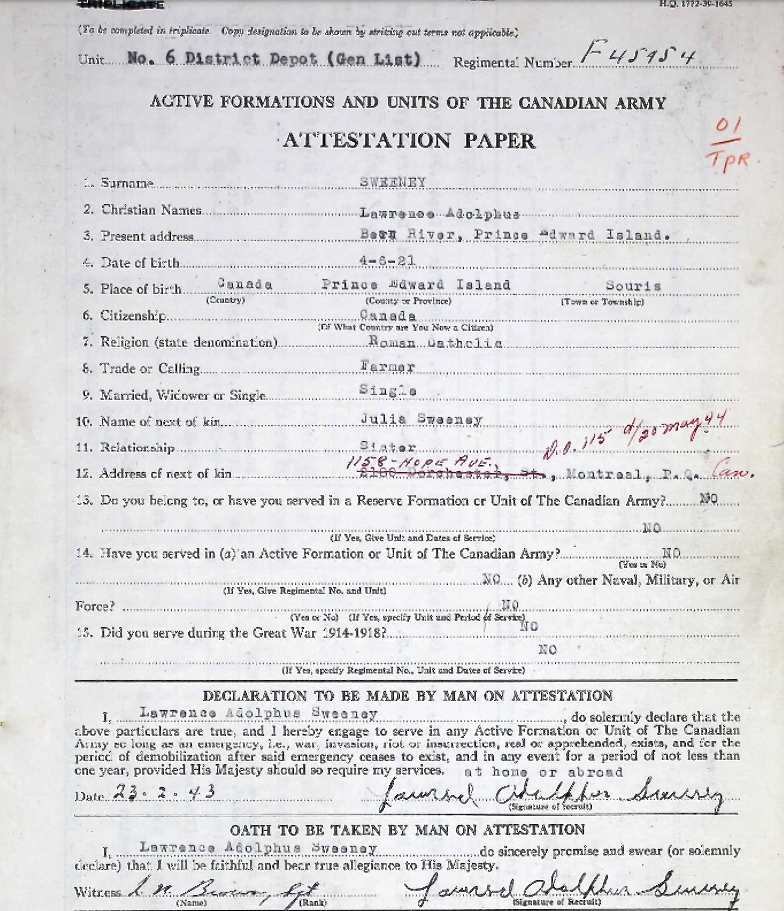 TRIPLICATE
H.Q. 1772-39-1645
(To be completed in triplicate. Copy designation to be shown by striking out terms not applicable.)
Unit No. 6 District Depot (Gen List) Regimental Number
ACTIVE FORMATIONS AND UNITS OF THE CANADIAN ARMY
ATTESTATION PAPER
01
TPR.
1. Surname SWEENEY
2. Christian Names Lawrence Adolphus
3. Present address River, Prince Edward Island.
4. Date of birth 4-6-21
5. Place of birth Canada Prince Edward Island Souris
(Country) (County or Province) (Town or Township)
6. Citizenship Canada
(Of What Country are You Now a Citizen)
7. Religion (state denomination) Roman Catholic
8. Trade or Calling Farmer
9. Married, Widower or Single Single
10. Name of next of kin Julia Sweeney
D.O. 115 d/20 May 44
11. Relationship Sister
1158-HOPE AVE.,
12. Address of next of kin Dorchester, St., Montreal, P.Q. Can.
13. Do you belong to, or have you served in a Reserve Formation or Unit of The Canadian Army? NO
NO
(If Yes, Give Unit and Dates of Service)
14. Have you served in (a) an Active Formation or Unit of The Canadian Army? NO
(Yes or No)
NO (b) Any other Naval, Military, or Air
(If Yes, Give Regimental No. and Unit)
Force? NO
(Yes or No) (If Yes, specify Unit and Period of Service)
15. Did you serve during the Great War 1914-1918? NO
NO
(If Yes, specify Regimental No., Unit and Dates of Service)
DECLARATION TO BE MADE BY MAN ON ATTESTATION
I, Lawrence Adolphus Sweeney, do solemnly declare that the
above particulars are true, and I hereby engage to serve in any Active Formation or Unit of The Canadian
Army so long as an emergency, i.e., war, invasion, riot or insurrection, real or apprehended, exists, and for the
period of demobilization after said emergency ceases to exist, and in any event for a period of not less than
one year, provided His Majesty should so require my services. at home or abroad
Date 23.2.43 Adolphus Sweeney
(Signature of Recruit)
OATH TO BE TAKEN BY MAN ON ATTESTATION
I, Lawrence Adolphus Sweeney do sincerely promise and swear (or solemnly
declare) that I will be faithful and bear true allegiance to His Majesty.
Witness Brown, Sgt Adolphus Sweeney
(Name) (Rank) (Signature of Recruit)